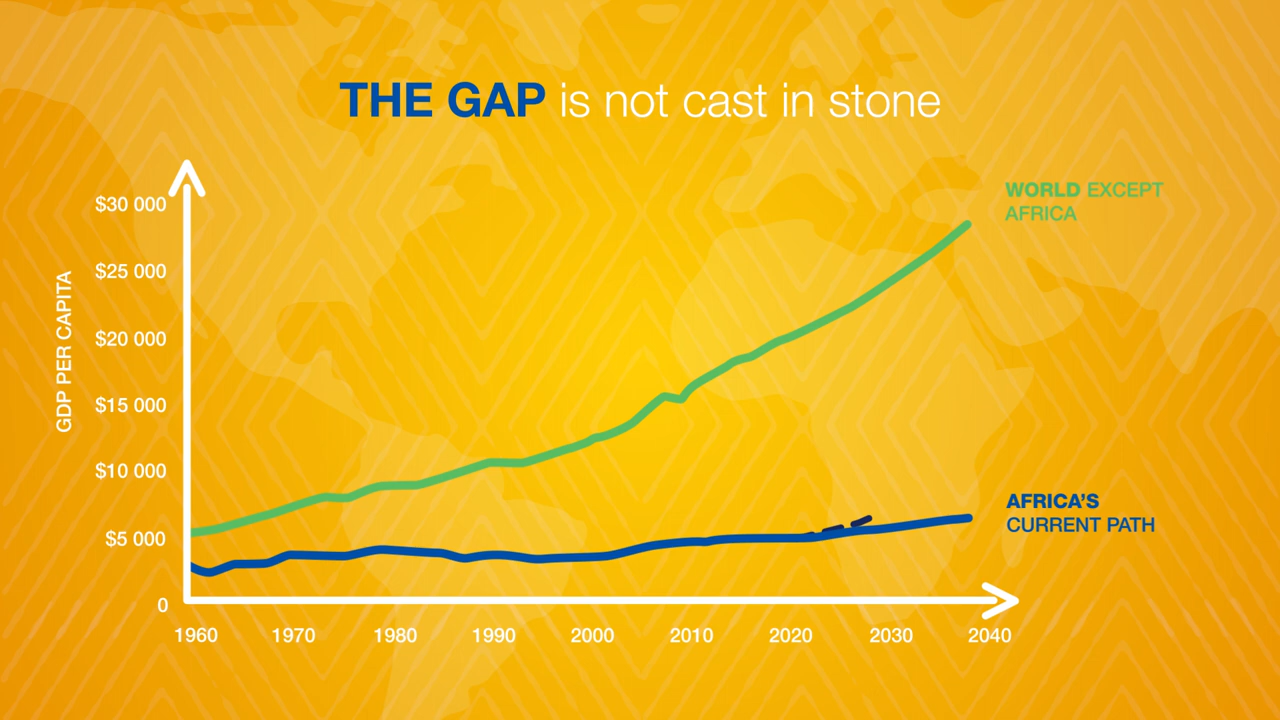 THE GAP is not cast in stone
WORLD EXCEPT
AFRICA
$30 000
$25 000
$20 000
$15 000
$10 000
$5 000
0
GDP PER CAPITA
AFRICA'S
CURRENT PATH
1960 1970 1980 1990 2000 2010 2020 2030 2040